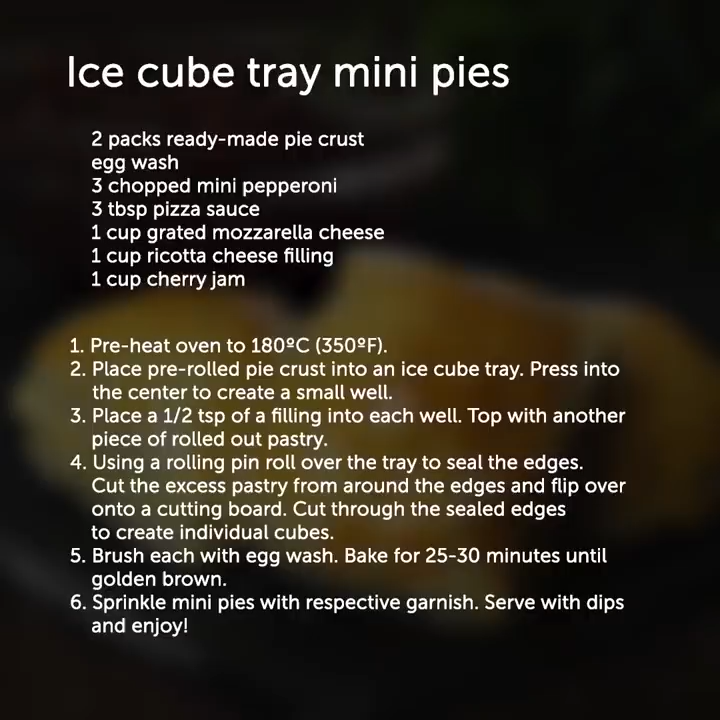 Ice cube tray mini pies
2 packs ready-made pie crust
egg wash
3 chopped mini pepperoni
3 tbsp pizza sauce
1 cup grated mozzarella cheese
1 cup ricotta cheese filling
1 cup cherry jam
1. Pre-heat oven to 180ºC (350ºF).
2. Place pre-rolled pie crust into an ice cube tray. Press into
the center to create a small well.
3. Place a 1/2 tsp of a filling into each well. Top with another
piece of rolled out pastry.
4. Using a rolling pin roll over the tray to seal the edges.
Cut the excess pastry from around the edges and flip over
onto a cutting board. Cut through the sealed edges
to create individual cubes.
5. Brush each with egg wash. Bake for 25-30 minutes until
golden brown.
6. Sprinkle mini pies with respective garnish. Serve with dips
and enjoy!